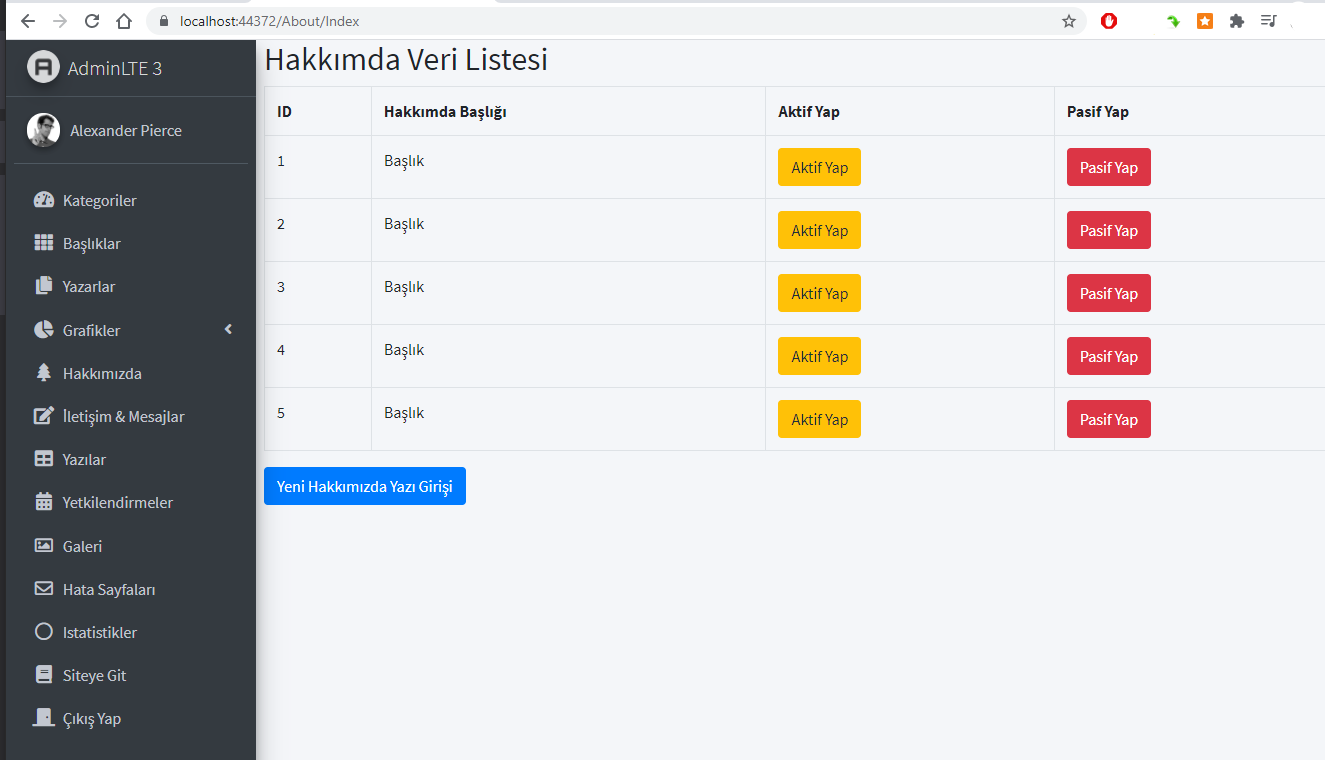 localhost:44372/About/Index
AdminLTE 3
Alexander Pierce
Kategoriler
Başlıklar
Yazarlar
Grafikler
Hakkımızda
İletişim & Mesajlar
Yazılar
Yetkilendirmeler
Galeri
Hata Sayfaları
Istatistikler
Siteye Git
Çıkış Yap
Hakkımda Veri Listesi
ID Hakkımda Başlığı Aktif Yap Pasif Yap
1 Başlık Aktif Yap Pasif Yap
2 Başlık Aktif Yap Pasif Yap
3 Başlık Aktif Yap Pasif Yap
4 Başlık Aktif Yap Pasif Yap
5 Başlık Aktif Yap Pasif Yap
Yeni Hakkımızda Yazı Girişi